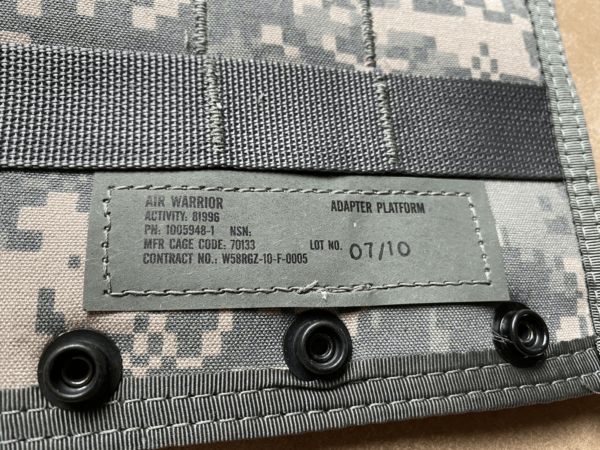 AIR WARRIOR ADAPTER PLATFORM
ACTIVITY: 81996
PN: 1005948-1 NSN:
MFR CAGE CODE: 70133 LOT NO. 07/10
CONTRACT NO.: W58RGZ-10-F-0005